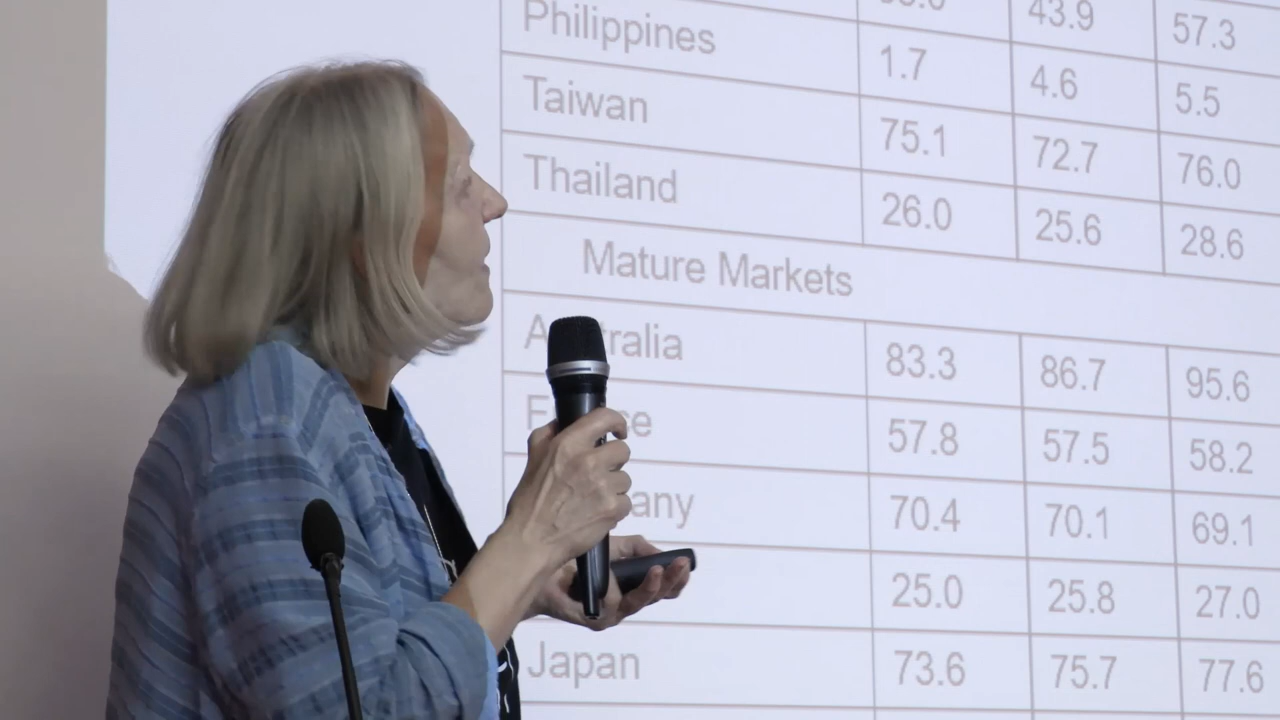 43.9 57.3
Philippines 1.7 4.6 5.5
Taiwan 75.1 72.7 76.0
Thailand 26.0 25.6 28.6
Mature Markets
83.3 86.7 95.6
57.8 57.5 58.2
70.4 70.1 69.1
25.0 25.8 27.0
Japan 73.6 75.7 77.6